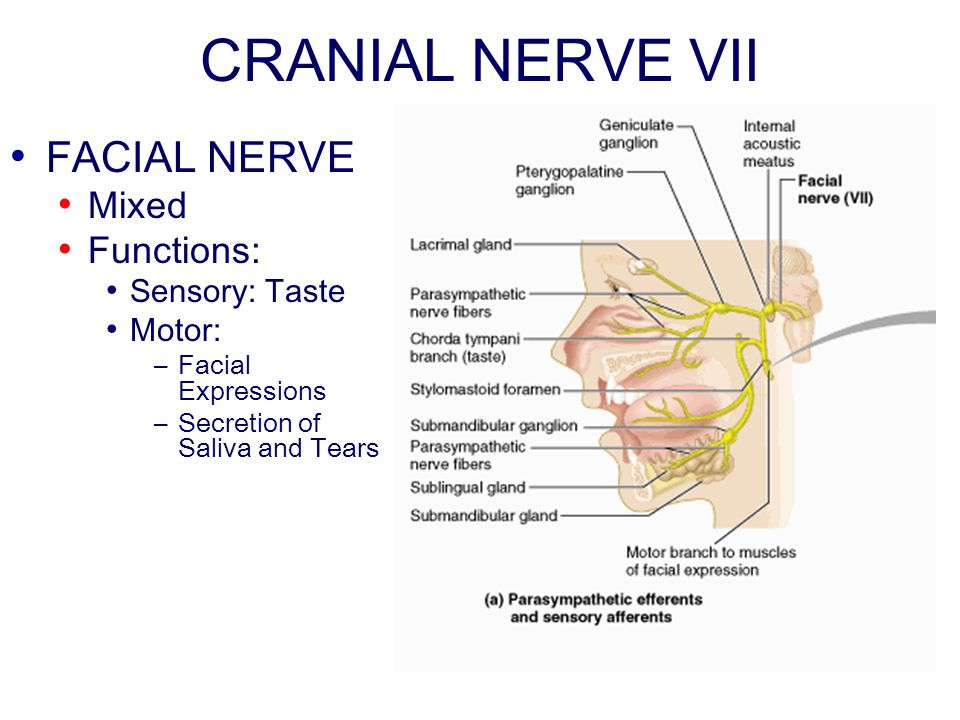 CRANIAL NERVE VII
• FACIAL NERVE
• Mixed
• Functions:
• Sensory: Taste
• Motor:
– Facial
Expressions
– Secretion of
Saliva and Tears
Geniculate
ganglion
Internal
acoustic
meatus
Pterygopalatine
ganglion
Facial
nerve (VII)
Lacrimal gland
Parasympathetic
nerve fibers
Chorda tympani
branch (taste)
Stylomastoid foramen
Submandibular ganglion
Parasympathetic
nerve fibers
Sublingual gland
Submandibular gland
Motor branch to muscles
of facial expression
(a) Parasympathetic efferents
and sensory afferents